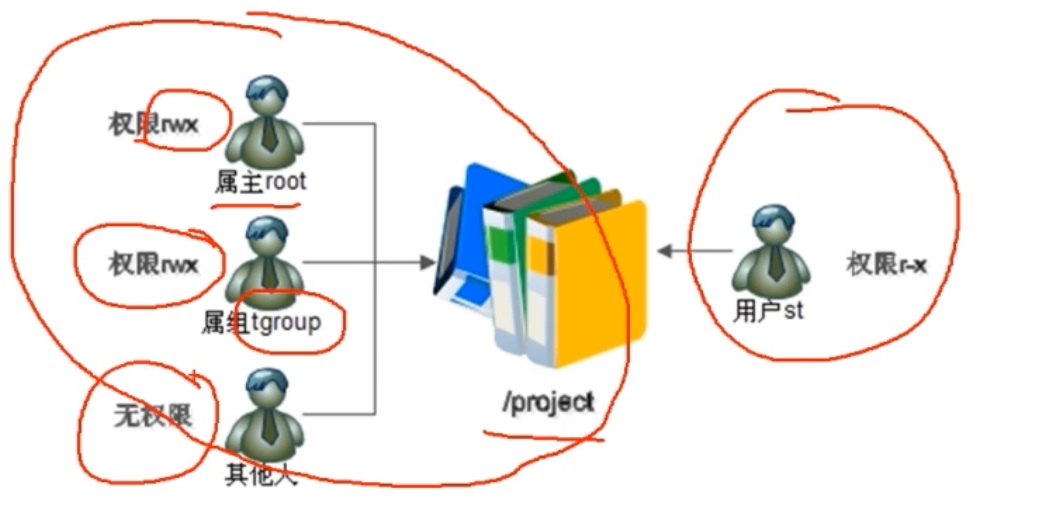 权限rwx
属主root
权限rwx
属组tgroup
无权限
其他人
/project
用户st
权限r-x